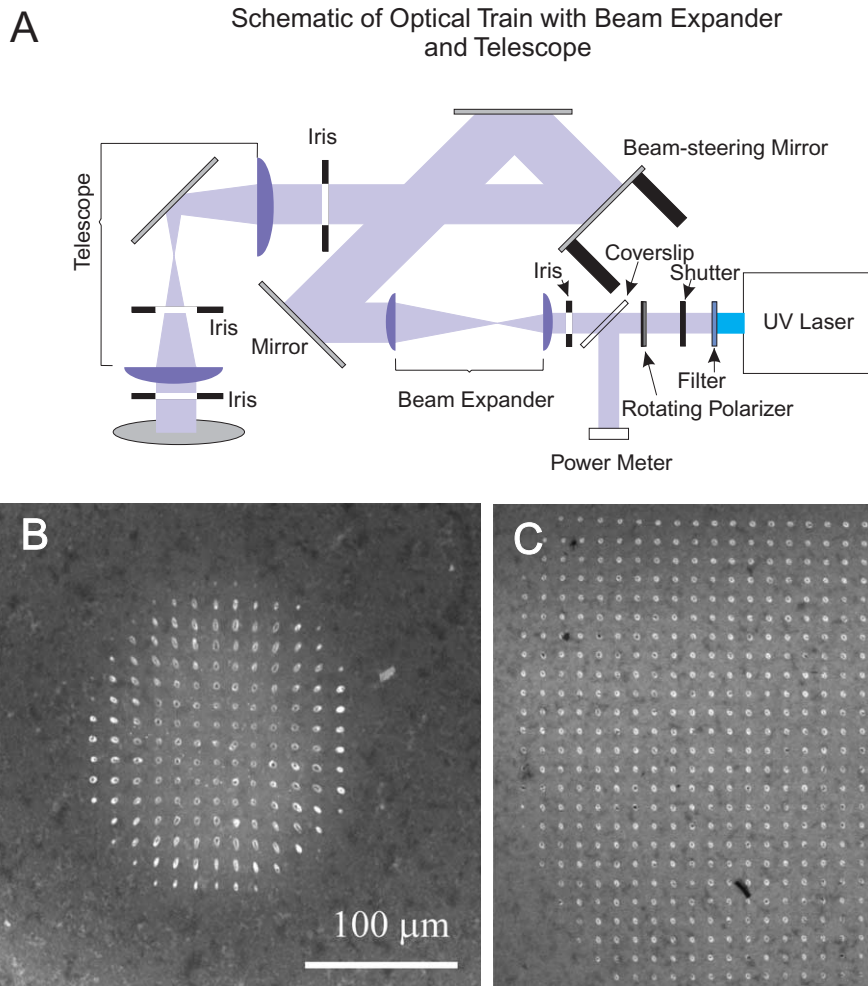 A
Schematic of Optical Train with Beam Expander
and Telescope
Iris
Beam-steering Mirror
Telescope
Coverslip
Iris
Shutter
UV Laser
Iris
Mirror
Filter
Beam Expander
Rotating Polarizer
Iris
Power Meter
B
C
100 µm